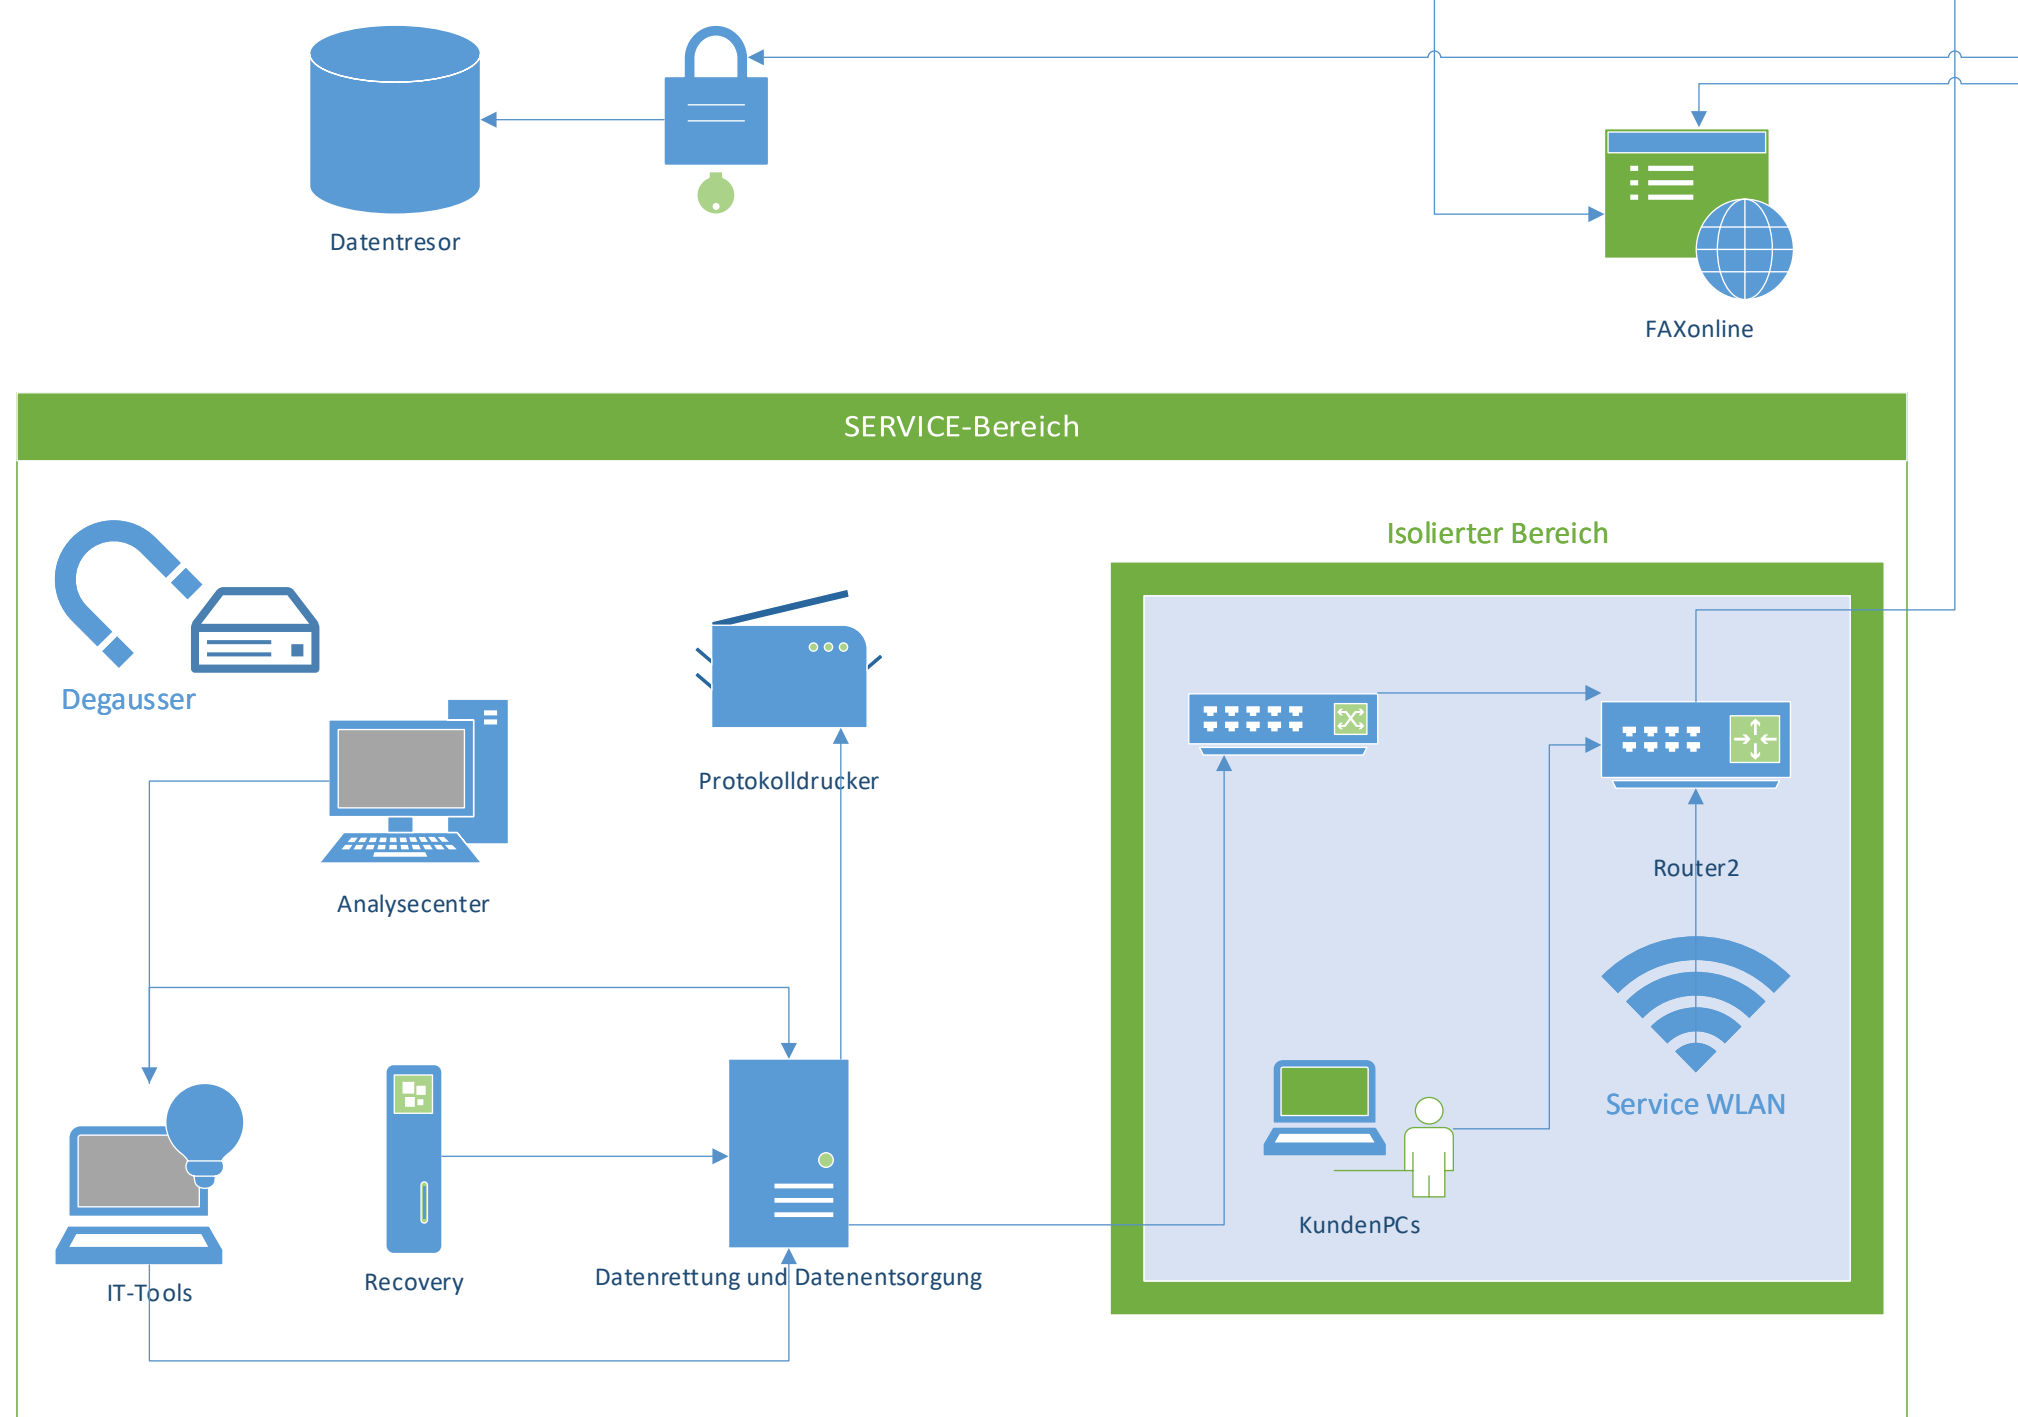 Datentresor
FAXonline
SERVICE-Bereich
Isolierter Bereich
Degausser
Protokolldrucker
Analysecenter
Router2
Service WLAN
KundenPCs
IT-Tools
Recovery
Datenrettung und Datenentsorgung